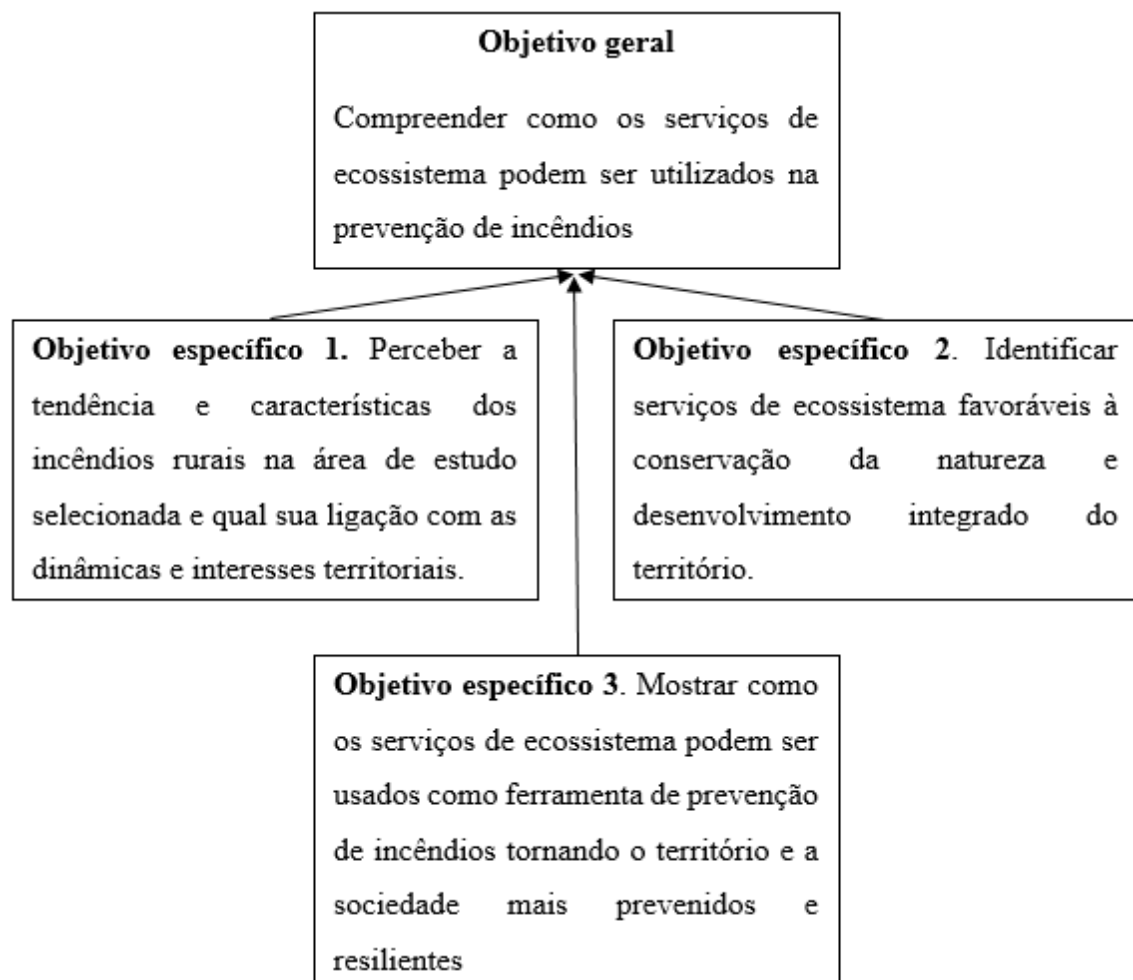 Objetivo geral
Compreender como os serviços de
ecossistema podem ser utilizados na
prevenção de incêndios
Objetivo específico 1. Perceber a
tendência e características dos
incêndios rurais na área de estudo
selecionada e qual sua ligação com as
dinâmicas e interesses territoriais.
Objetivo específico 2. Identificar
serviços de ecossistema favoráveis à
conservação da natureza e
desenvolvimento integrado do
território.
Objetivo específico 3. Mostrar como
os serviços de ecossistema podem ser
usados como ferramenta de prevenção
de incêndios tornando o território e a
sociedade mais prevenidos e
resilientes